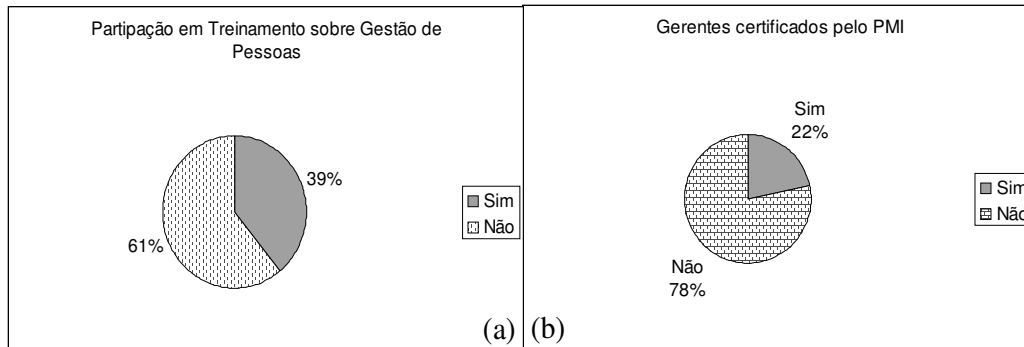 Partipação em Treinamento sobre Gestão de
Pessoas
39%
61%
Sim
Não
(a)
Gerentes certificados pelo PMI
Sim
22%
Não
78%
Sim
Não
(b)